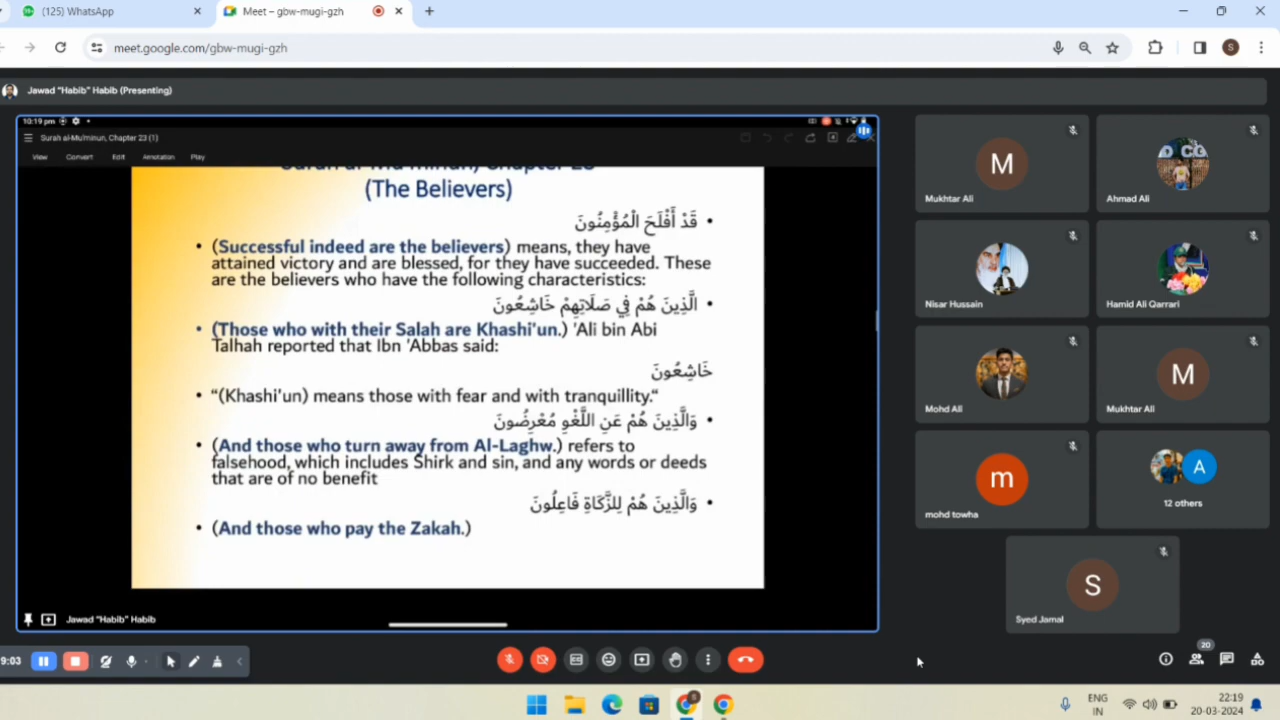 (125) WhatsApp
Meet – gbw-mugi-gzh
meet.google.com/gbw-mugi-gzh
S
Jawad "Habib" Habib (Presenting)
10:19 pm
Surah al-Mu'minun, Chapter 23 (1)
View Convert Edit Annotation Play
(The Believers)
• قَدْ أَفْلَحَ الْمُؤْمِنُونَ
• (Successful indeed are the believers) means, they have
attained victory and are blessed, for they have succeeded. These
are the believers who have the following characteristics:
• الَّذِينَ هُمْ فِي صَلَاتِهِمْ خَاشِعُونَ
• (Those who with their Salah are Khashi'un.) 'Ali bin Abi
Talhah reported that Ibn 'Abbas said:
خَاشِعُونَ
• "(Khashi'un) means those with fear and with tranquillity."
• وَالَّذِينَ هُمْ عَنِ اللَّغْوِ مُعْرِضُونَ
• (And those who turn away from Al-Laghw.) refers to
falsehood, which includes Shirk and sin, and any words or deeds
that are of no benefit
• وَالَّذِينَ هُمْ لِلزَّكَاةِ فَاعِلُونَ
• (And those who pay the Zakah.)
Jawad "Habib" Habib
M
Mukhtar Ali
Ahmad Ali
Nisar Hussain
Hamid Ali Qarrari
Mohd Ali
M
Mukhtar Ali
m
mohd towha
A
12 others
S
Syed Jamal
9:03
20
ENG
IN
22:19
20-03-2024